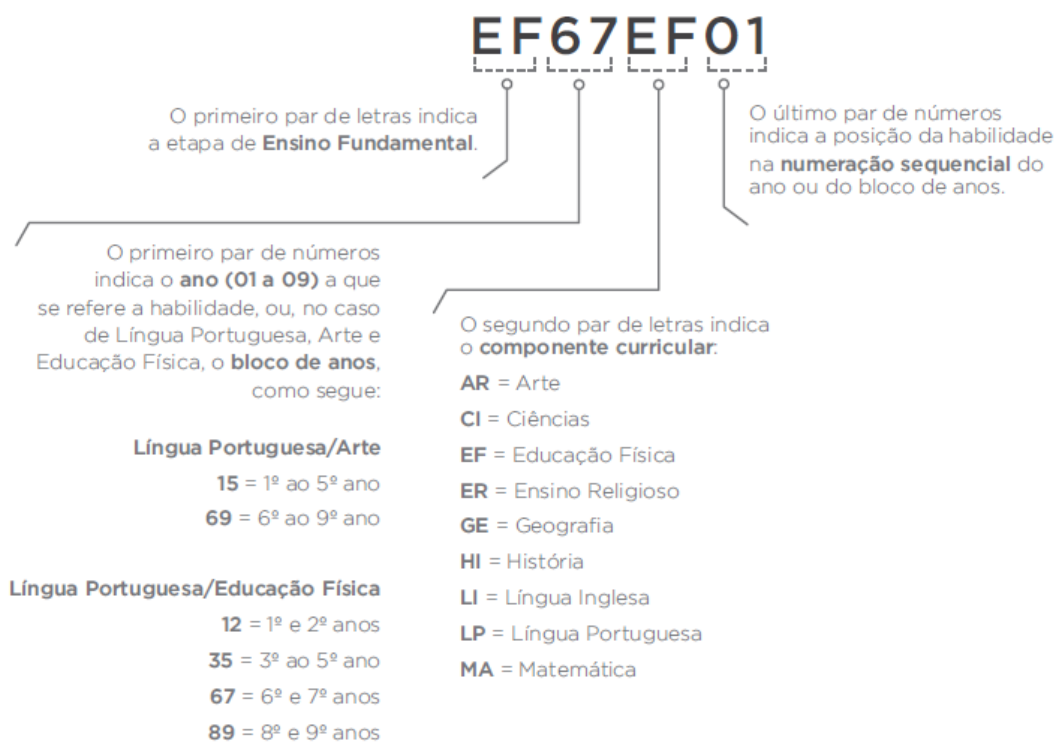 EF67EF01
O primeiro par de letras indica
a etapa de Ensino Fundamental.
O último par de números
indica a posição da habilidade
na numeração sequencial do
ano ou do bloco de anos.
O primeiro par de números
indica o ano (01 a 09) a que
se refere a habilidade, ou, no caso
de Língua Portuguesa, Arte e
Educação Física, o bloco de anos,
como segue:
Língua Portuguesa/Arte
15 = 1º ao 5º ano
69 = 6º ao 9º ano
Língua Portuguesa/Educação Física
12 = 1º e 2º anos
35 = 3º ao 5º ano
67 = 6º e 7º anos
89 = 8º e 9º anos
O segundo par de letras indica
o componente curricular:
AR = Arte
CI = Ciências
EF = Educação Física
ER = Ensino Religioso
GE = Geografia
HI = História
LI = Língua Inglesa
LP = Língua Portuguesa
MA = Matemática